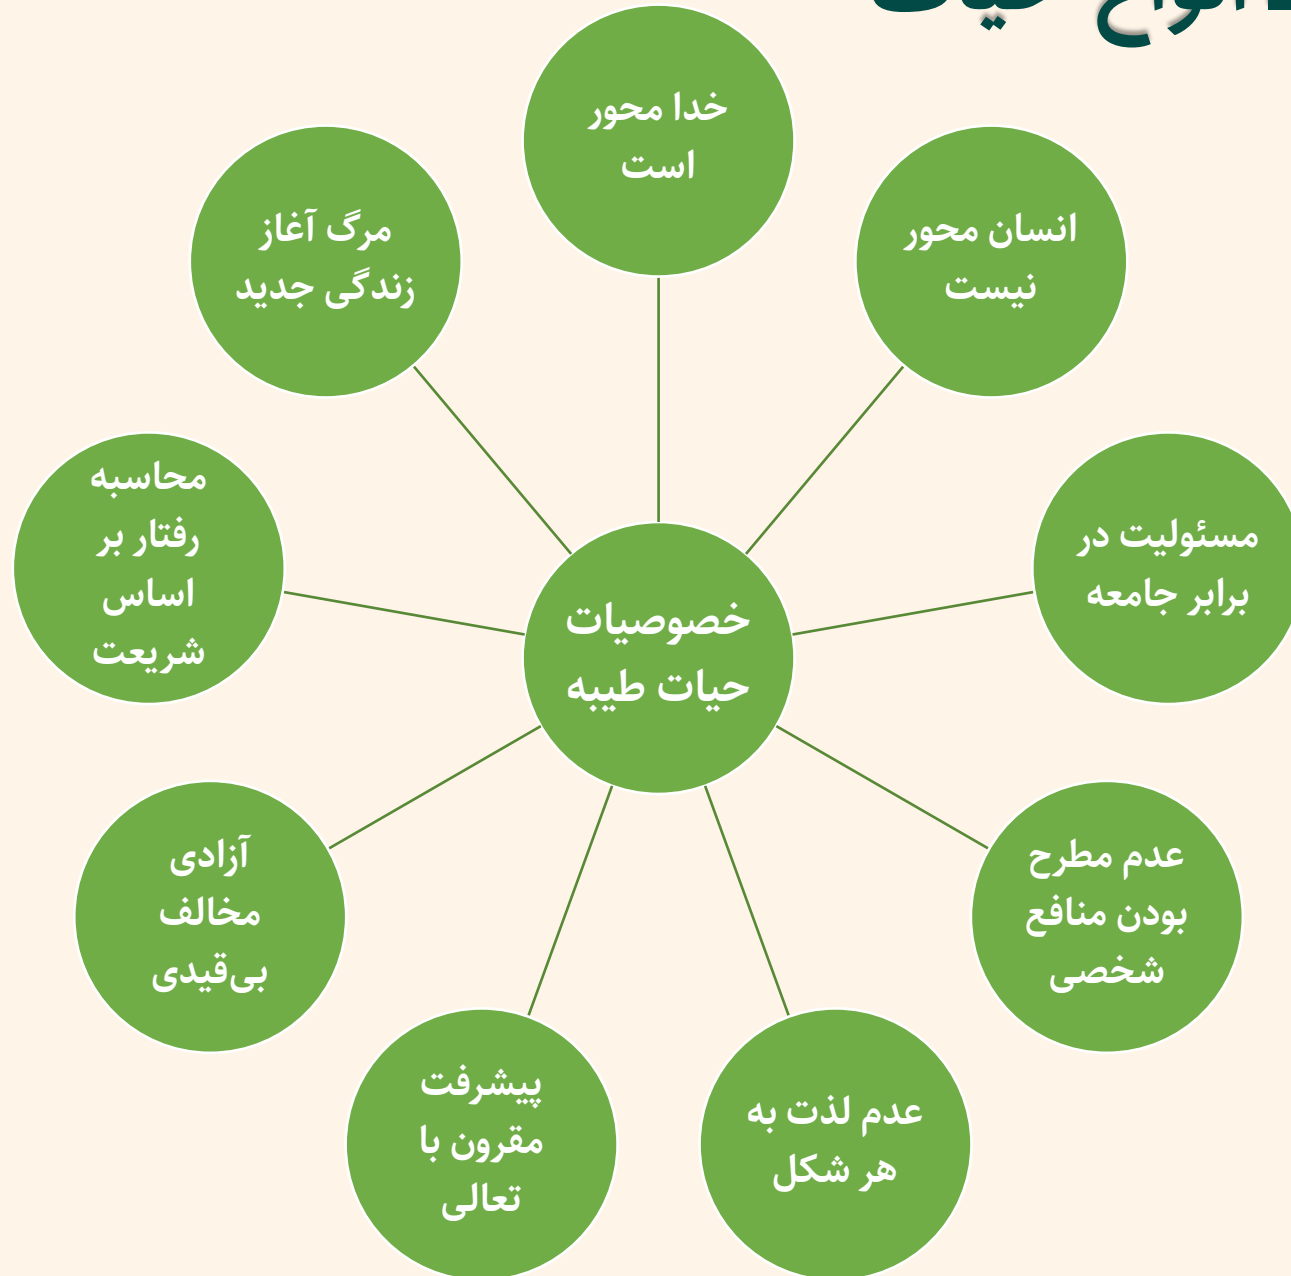 انواع حیات
خدا محور
است
انسان محور
نیست
مسئولیت در
برابر جامعه
عدم مطرح
بودن منافع
شخصی
عدم لذت به
هر شکل
پیشرفت
مقرون با
تعالی
آزادی
مخالف
بی‌قیدی
محاسبه
رفتار بر
اساس
شریعت
مرگ آغاز
زندگی جدید
خصوصیات
حیات طیبه